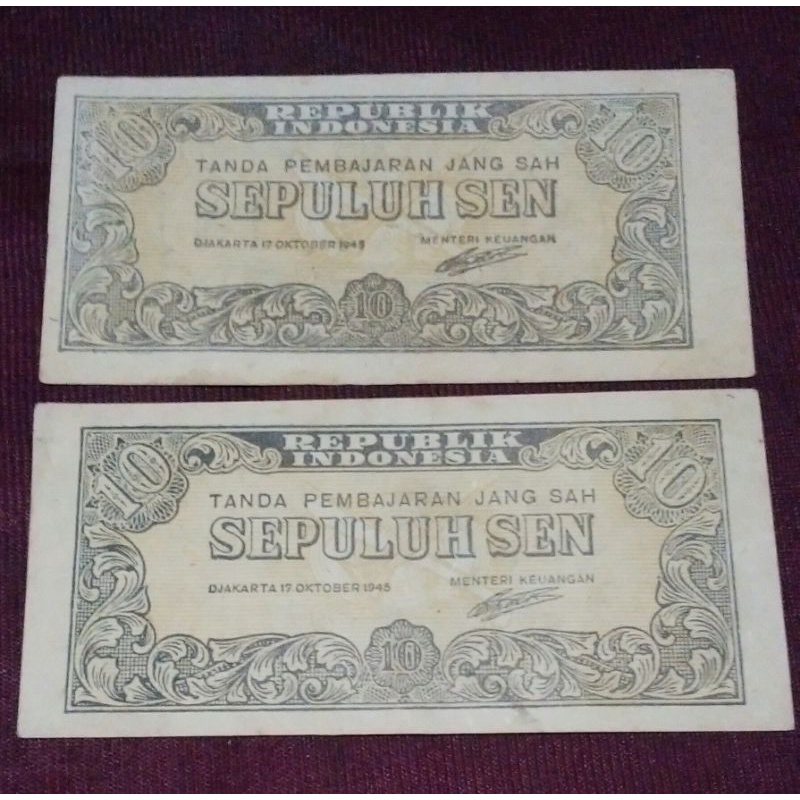 REPUBLIK
INDONESIA
10 10
TANDA PEMBAJARAN JANG SAH
SEPULUH SEN
DJAKARTA 17 OKTOBER 1945 MENTERI KEUANGAN
10
REPUBLIK
INDONESIA
10 10
TANDA PEMBAJARAN JANG SAH
SEPULUH SEN
DJAKARTA 17 OKTOBER 1945 MENTERI KEUANGAN
10